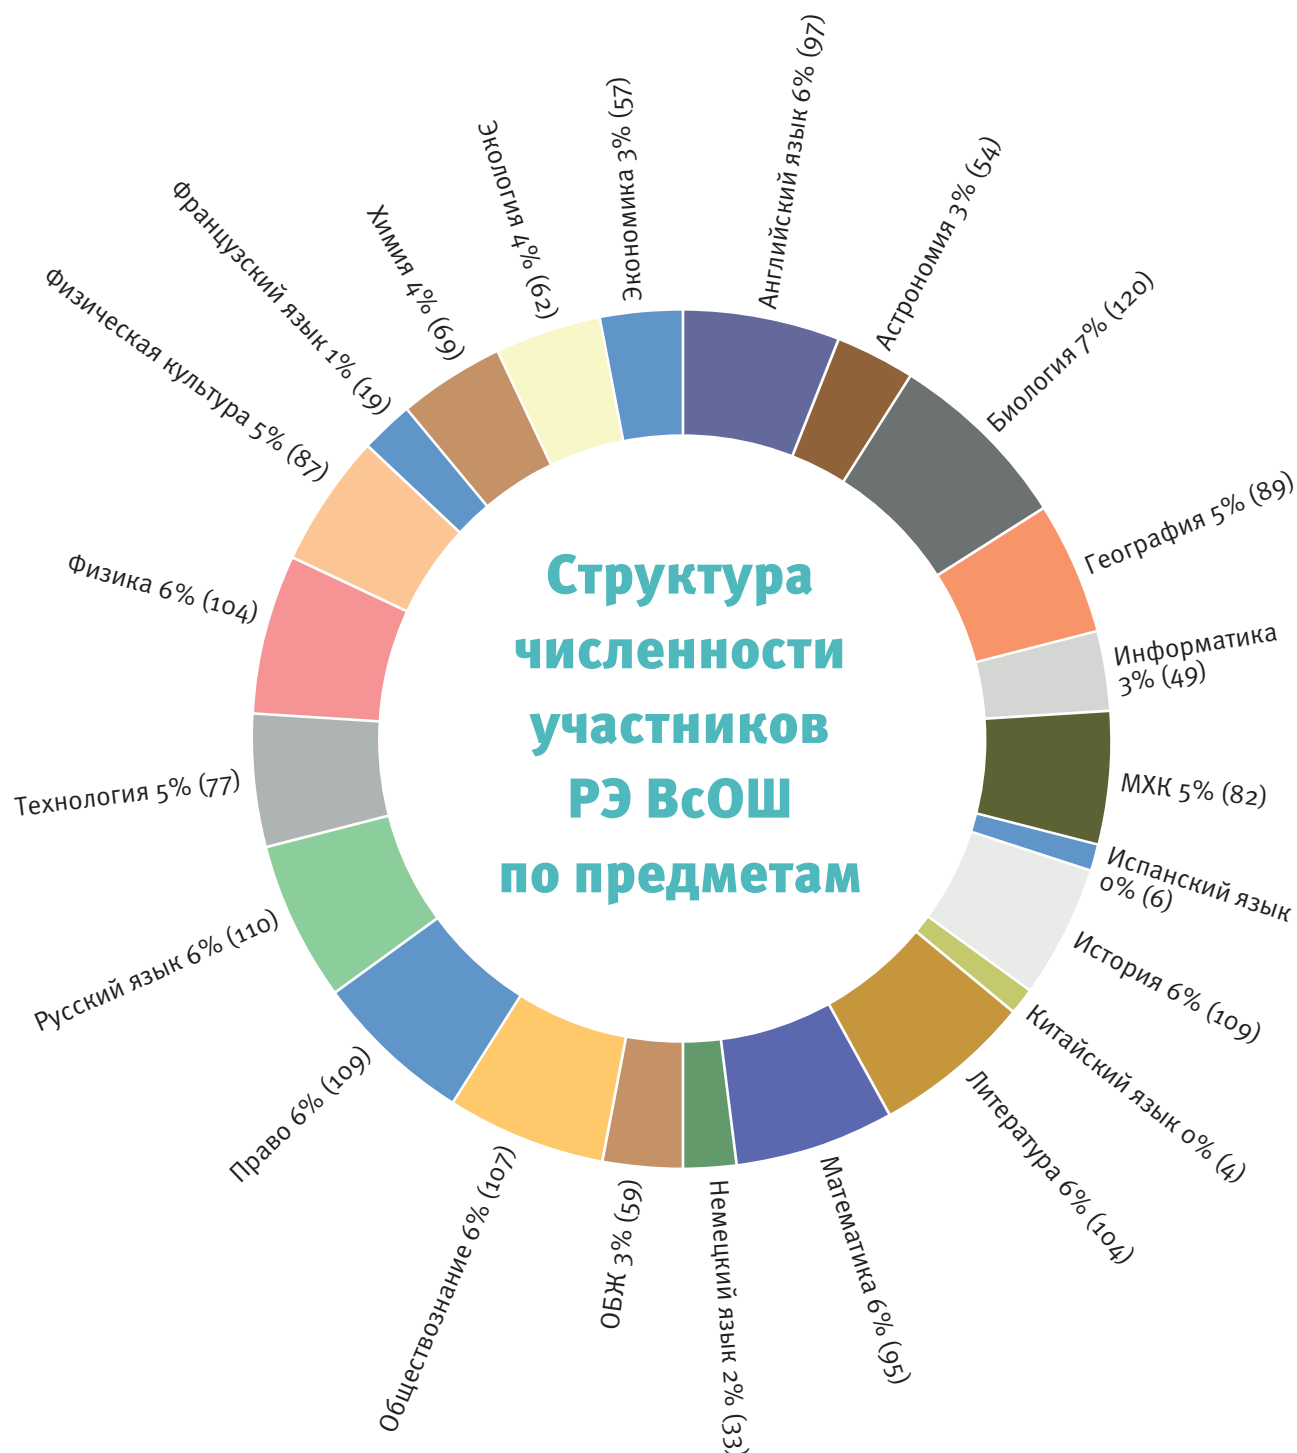 Английский язык 6% (97)
Астрономия 3% (54)
Биология 7% (120)
География 5% (89)
Информатика
3% (49)
МХК 5% (82)
Испанский язык
0% (6)
История 6% (109)
Китайский язык 0% (4)
Литература 6% (104)
Математика 6% (95)
Немецкий язык 2% (33)
ОБЖ 3% (59)
Обществознание 6% (107)
Право 6% (109)
Русский язык 6% (110)
Технология 5% (77)
Физика 6% (104)
Физическая культура 5% (87)
Французский язык 1% (19)
Химия 4% (69)
Экология 4% (62)
Экономика 3% (57)
Структура
численности
участников
РЭ ВсОШ
по предметам